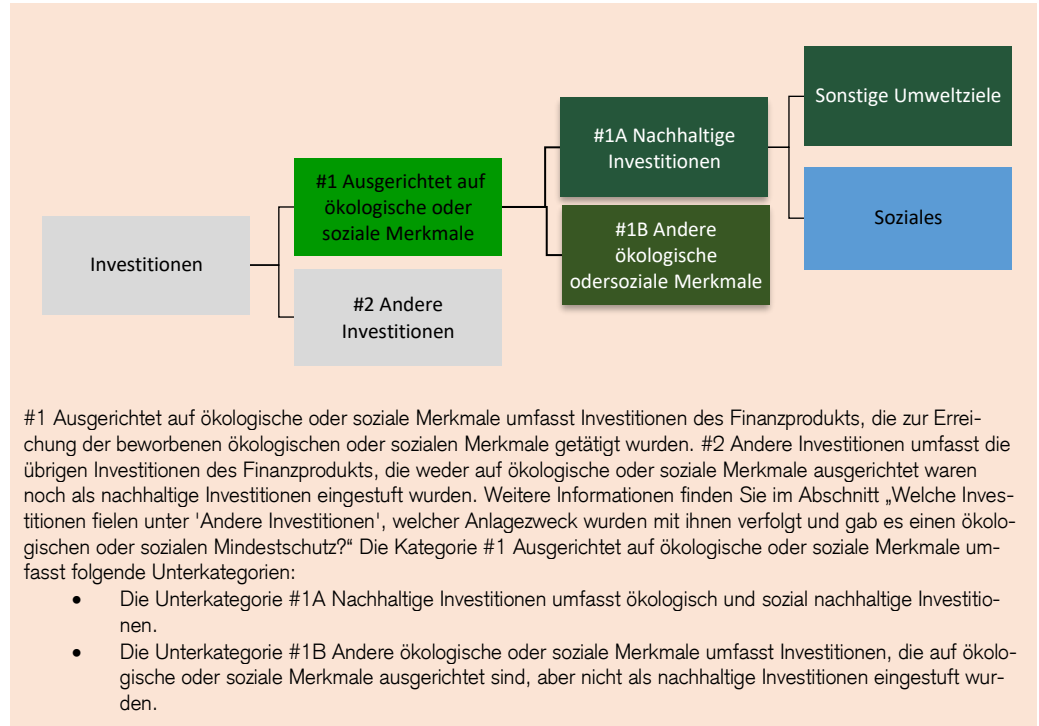 Investitionen
#1 Ausgerichtet auf
ökologische oder
soziale Merkmale
#2 Andere
Investitionen
#1A Nachhaltige
Investitionen
#1B Andere
ökologische
odersoziale Merkmale
Sonstige Umweltziele
Soziales
#1 Ausgerichtet auf ökologische oder soziale Merkmale umfasst Investitionen des Finanzprodukts, die zur Errei-
chung der beworbenen ökologischen oder sozialen Merkmale getätigt wurden. #2 Andere Investitionen umfasst die
übrigen Investitionen des Finanzprodukts, die weder auf ökologische oder soziale Merkmale ausgerichtet waren
noch als nachhaltige Investitionen eingestuft wurden. Weitere Informationen finden Sie im Abschnitt „Welche Inves-
titionen fielen unter 'Andere Investitionen', welcher Anlagezweck wurden mit ihnen verfolgt und gab es einen ökolo-
gischen oder sozialen Mindestschutz?“ Die Kategorie #1 Ausgerichtet auf ökologische oder soziale Merkmale um-
fasst folgende Unterkategorien:
• Die Unterkategorie #1A Nachhaltige Investitionen umfasst ökologisch und sozial nachhaltige Investitio-
nen.
• Die Unterkategorie #1B Andere ökologische oder soziale Merkmale umfasst Investitionen, die auf ökolo-
gische oder soziale Merkmale ausgerichtet sind, aber nicht als nachhaltige Investitionen eingestuft wur-
den.